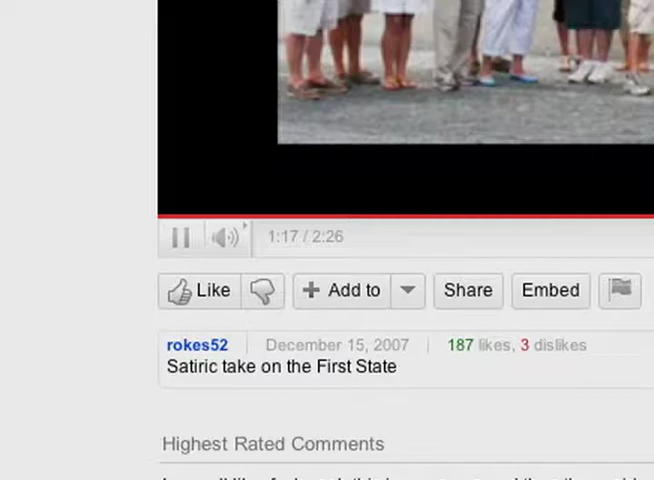 1:17 / 2:26
Like
Add to
Share
Embed
rokes52 December 15, 2007 187 likes, 3 dislikes
Satiric take on the First State
Highest Rated Comments